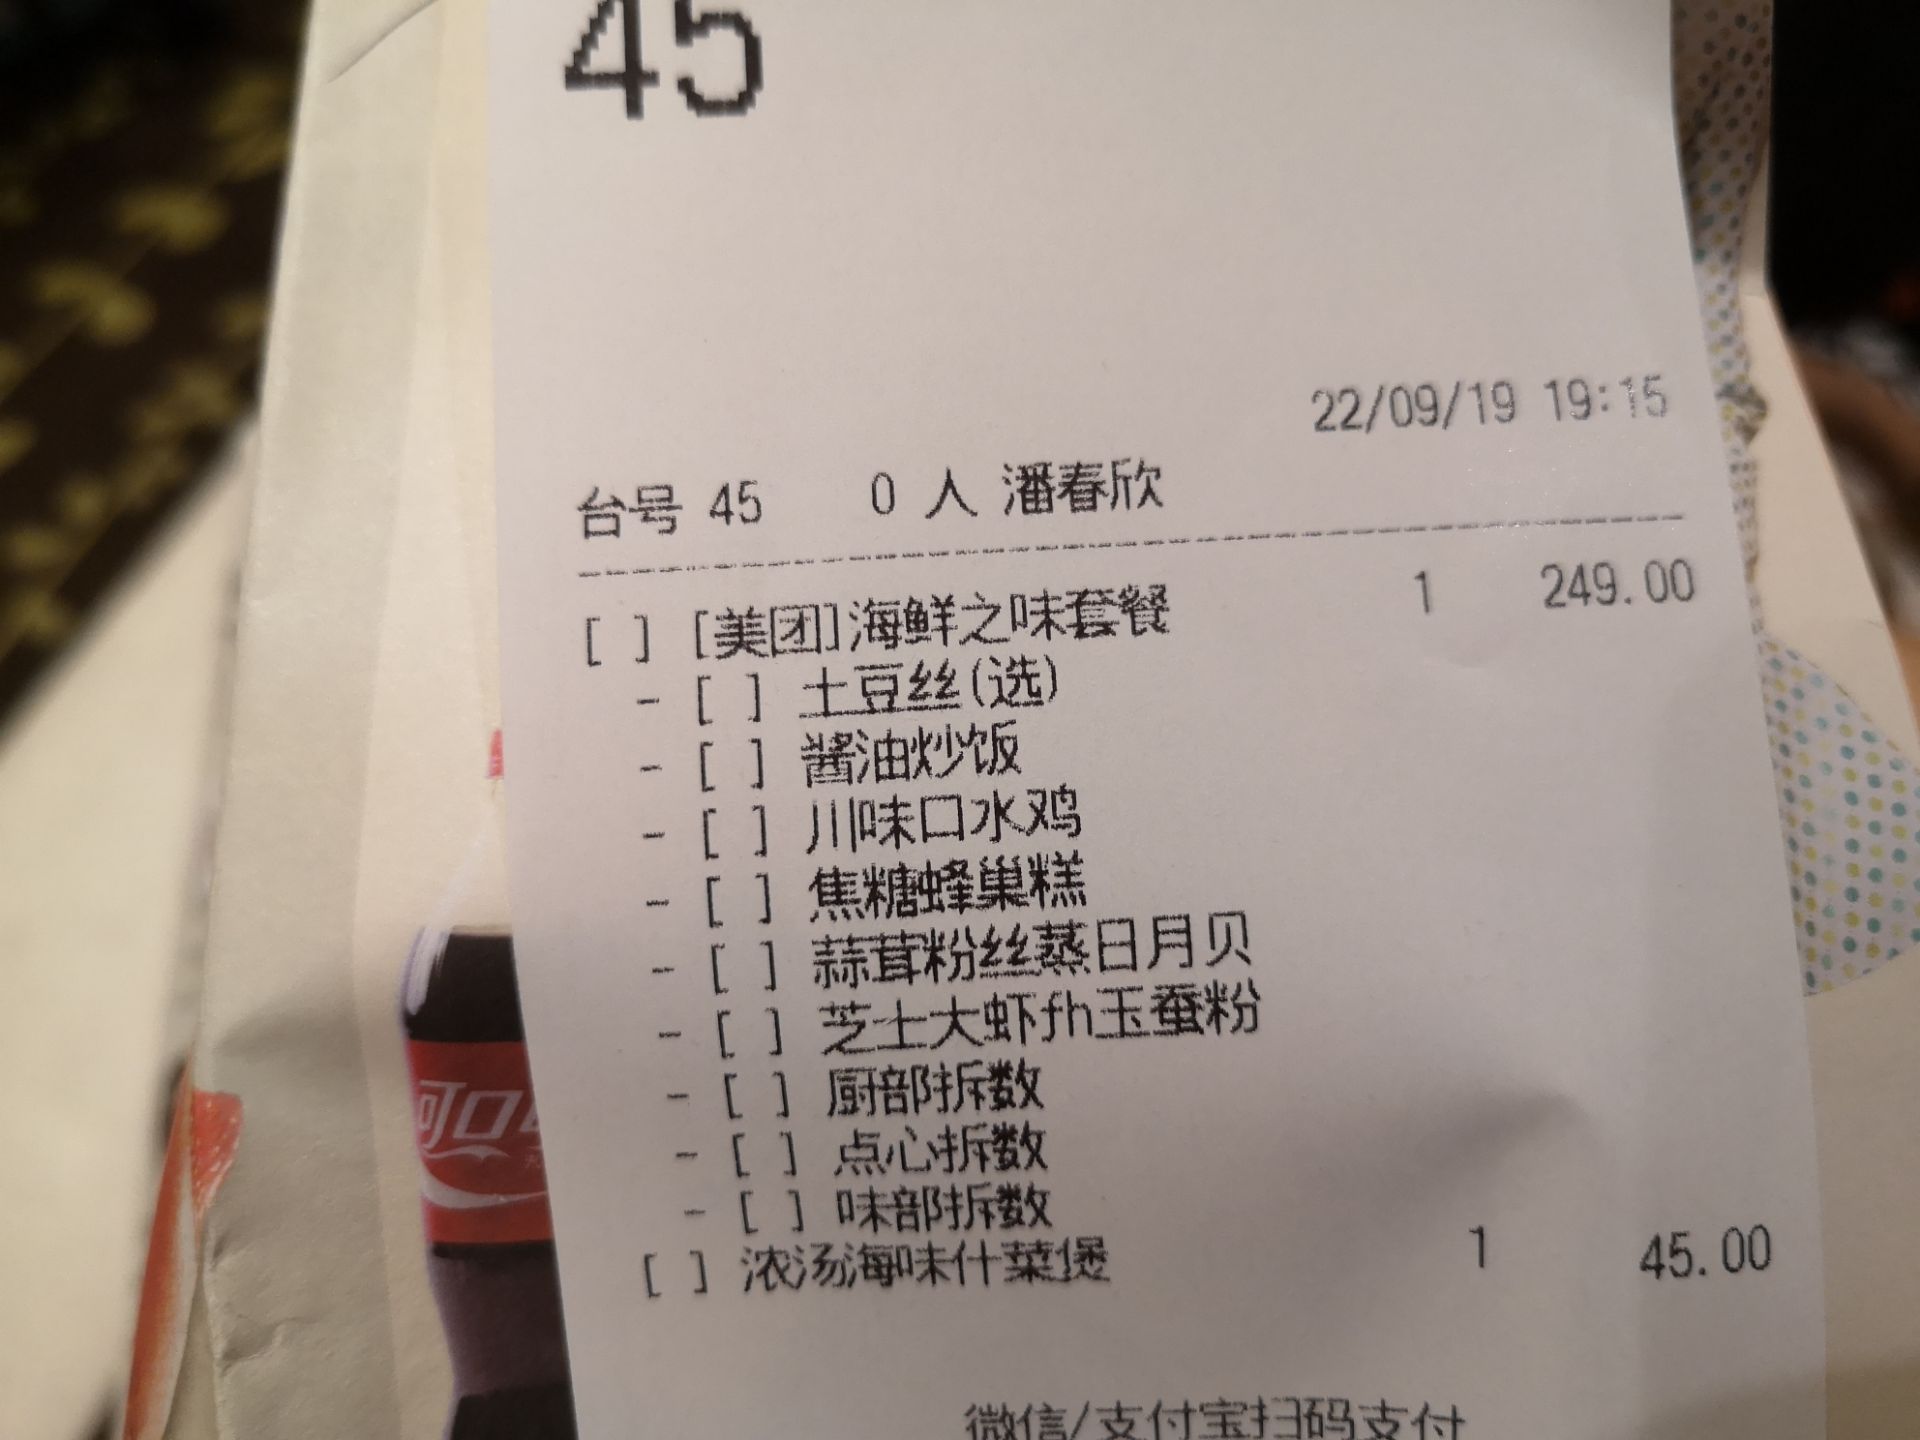 45
22/09/19 19:15
台号 45 0 人 潘春欣
[ ] [美团]海鲜之味套餐 1 249.00
- [ ] 土豆丝(选)
- [ ] 酱油炒饭
- [ ] 川味口水鸡
- [ ] 焦糖蜂巢糕
- [ ] 蒜茸粉丝蒸日月贝
- [ ] 芝士大虾fh玉蚕粉
- [ ] 厨部拆数
- [ ] 点心拆数
- [ ] 味部拆数
[ ] 浓汤海味什菜煲 1 45.00
微信/支付宝扫码支付
可口